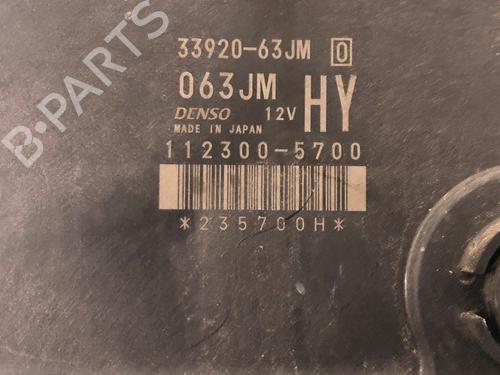 33920-63JM 0
063JM HY
DENSO 12V
MADE IN JAPAN
112300-5700
*235700H*
B-PARTS